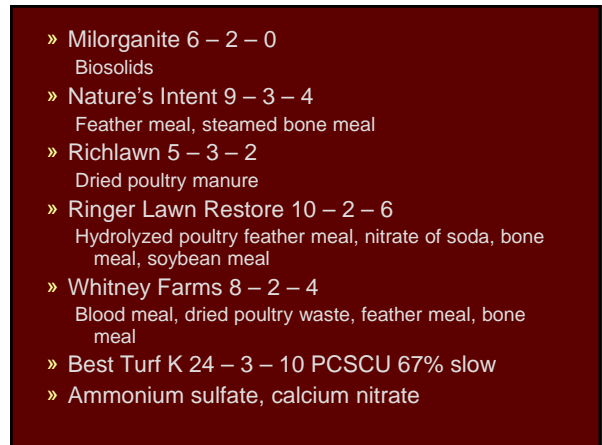 » Milorganite 6 – 2 – 0
Biosolids
» Nature's Intent 9 – 3 – 4
Feather meal, steamed bone meal
» Richlawn 5 – 3 – 2
Dried poultry manure
» Ringer Lawn Restore 10 – 2 – 6
Hydrolyzed poultry feather meal, nitrate of soda, bone
meal, soybean meal
» Whitney Farms 8 – 2 – 4
Blood meal, dried poultry waste, feather meal, bone
meal
» Best Turf K 24 – 3 – 10 PCSCU 67% slow
» Ammonium sulfate, calcium nitrate